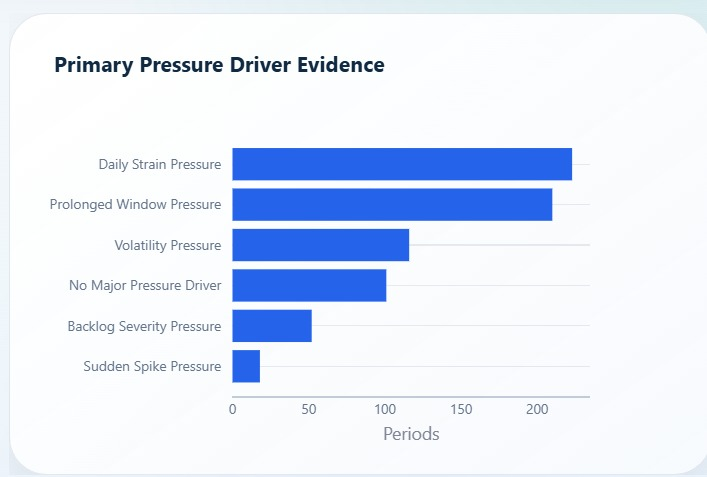 Primary Pressure Driver Evidence
Daily Strain Pressure
Prolonged Window Pressure
Volatility Pressure
No Major Pressure Driver
Backlog Severity Pressure
Sudden Spike Pressure
0 50 100 150 200
Periods